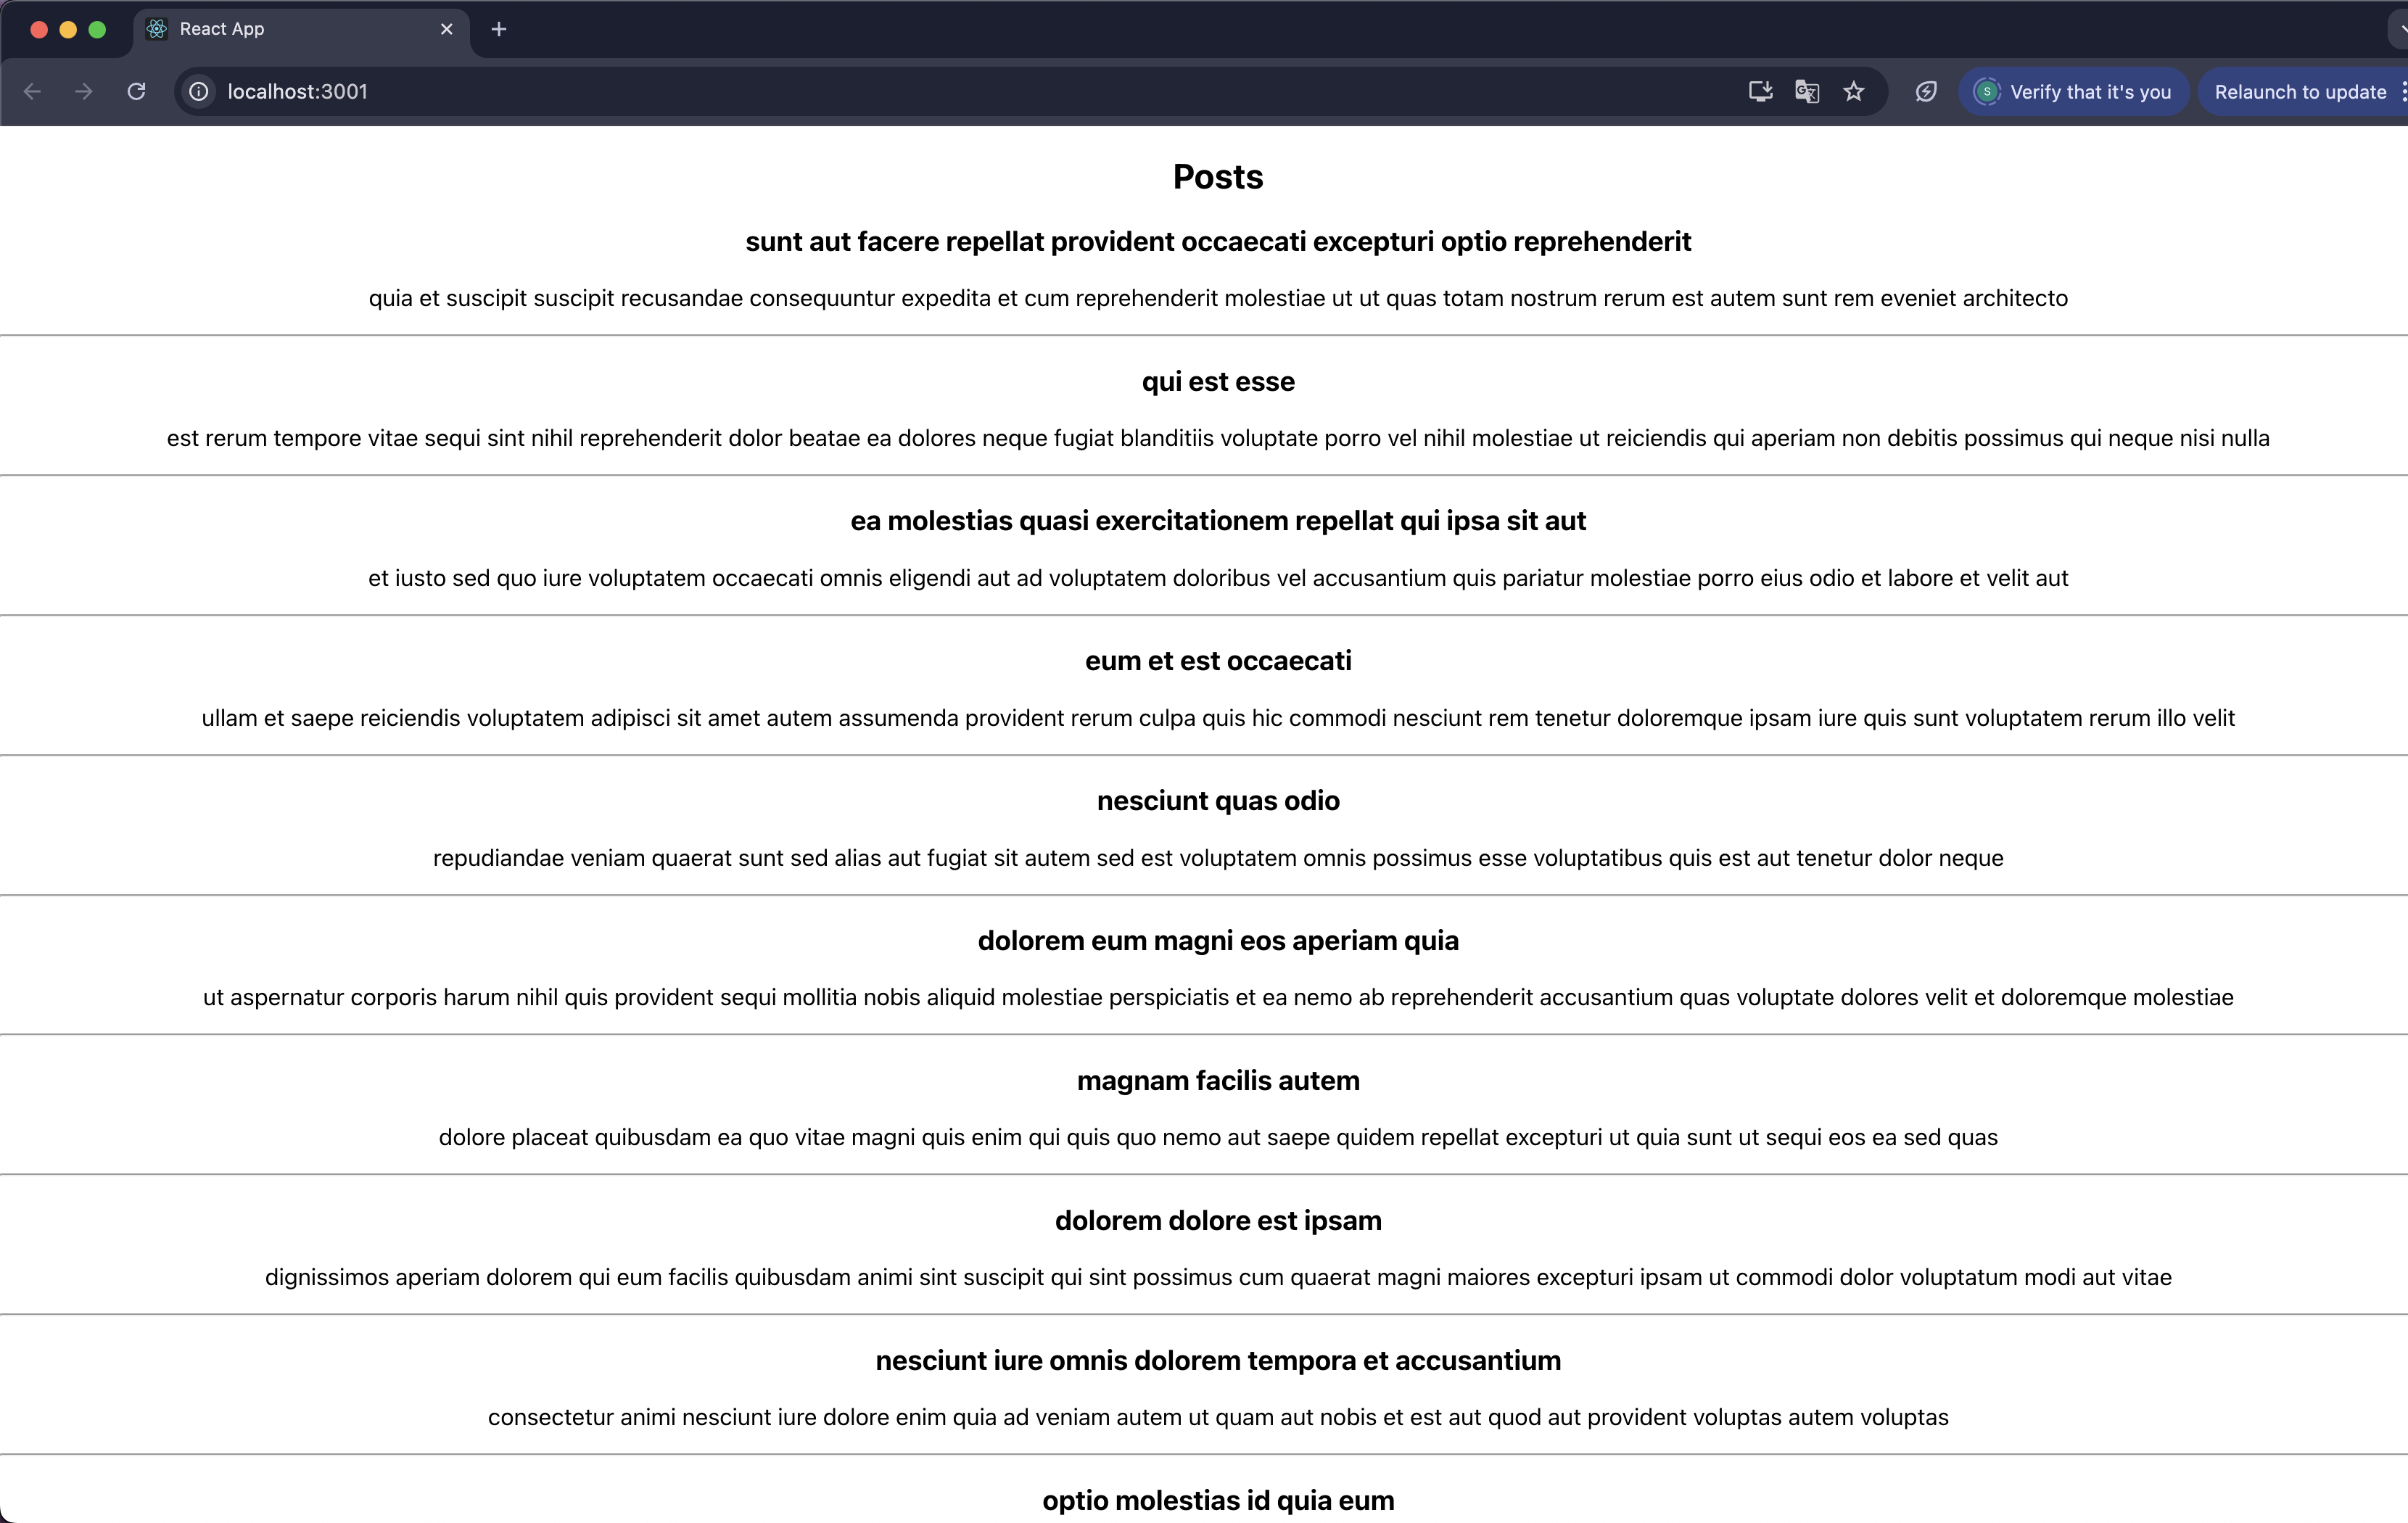 React App
localhost:3001
S Verify that it's you
Relaunch to update
Posts
sunt aut facere repellat provident occaecati excepturi optio reprehenderit
quia et suscipit suscipit recusandae consequuntur expedita et cum reprehenderit molestiae ut ut quas totam nostrum rerum est autem sunt rem eveniet architecto
qui est esse
est rerum tempore vitae sequi sint nihil reprehenderit dolor beatae ea dolores neque fugiat blanditiis voluptate porro vel nihil molestiae ut reiciendis qui aperiam non debitis possimus qui neque nisi nulla
ea molestias quasi exercitationem repellat qui ipsa sit aut
et iusto sed quo iure voluptatem occaecati omnis eligendi aut ad voluptatem doloribus vel accusantium quis pariatur molestiae porro eius odio et labore et velit aut
eum et est occaecati
ullam et saepe reiciendis voluptatem adipisci sit amet autem assumenda provident rerum culpa quis hic commodi nesciunt rem tenetur doloremque ipsam iure quis sunt voluptatem rerum illo velit
nesciunt quas odio
repudiandae veniam quaerat sunt sed alias aut fugiat sit autem sed est voluptatem omnis possimus esse voluptatibus quis est aut tenetur dolor neque
dolorem eum magni eos aperiam quia
ut aspernatur corporis harum nihil quis provident sequi mollitia nobis aliquid molestiae perspiciatis et ea nemo ab reprehenderit accusantium quas voluptate dolores velit et doloremque molestiae
magnam facilis autem
dolore placeat quibusdam ea quo vitae magni quis enim qui quis quo nemo aut saepe quidem repellat excepturi ut quia sunt ut sequi eos ea sed quas
dolorem dolore est ipsam
dignissimos aperiam dolorem qui eum facilis quibusdam animi sint suscipit qui sint possimus cum quaerat magni maiores excepturi ipsam ut commodi dolor voluptatum modi aut vitae
nesciunt iure omnis dolorem tempora et accusantium
consectetur animi nesciunt iure dolore enim quia ad veniam autem ut quam aut nobis et est aut quod aut provident voluptas autem voluptas
optio molestias id quia eum